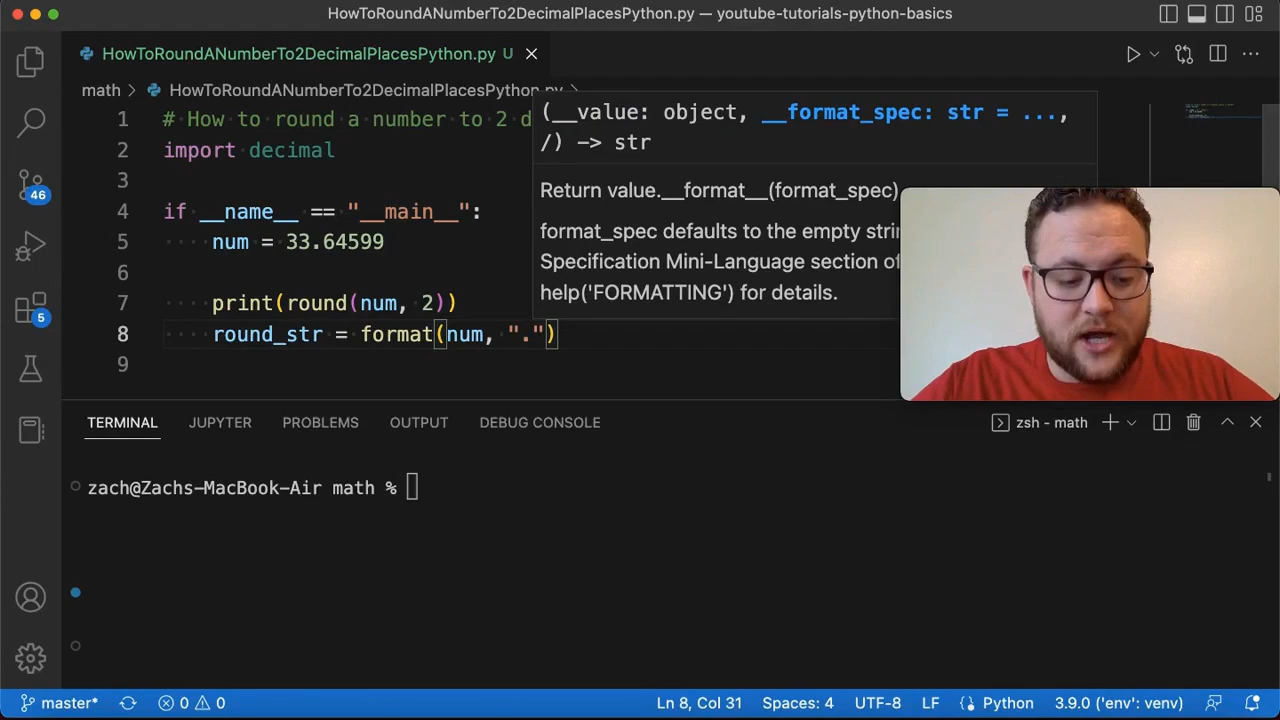 HowToRoundANumberTo2DecimalPlacesPython.py — youtube-tutorials-python-basics
HowToRoundANumberTo2DecimalPlacesPython.py U
math > HowToRoundANumberTo2DecimalPlacesPython.py > ...
(__value: object, __format_spec: str = ...,
/) -> str
Return value.__format__(format_spec)
format_spec defaults to the empty strin
Specification Mini-Language section of
help('FORMATTING') for details.
1 # How to round a number to 2 d
2 import decimal
3
4 if __name__ == "__main__":
5 num = 33.64599
6
7 print(round(num, 2))
8 round_str = format(num, ".")
9
46
5
TERMINAL JUPYTER PROBLEMS OUTPUT DEBUG CONSOLE zsh - math
zach@Zachs-MacBook-Air math %
master* 0 0 Ln 8, Col 31 Spaces: 4 UTF-8 LF Python 3.9.0 ('env': venv)